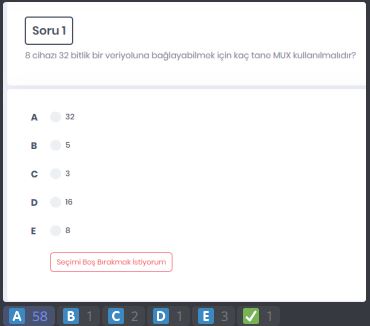 Soru 1
8 cihazı 32 bitlik bir veriyoluna bağlayabilmek için kaç tane MUX kullanılmalıdır?
A 32
B 5
C 3
D 16
E 8
Seçimi Boş Bırakmak İstiyorum
A 58 B 1 C 2 D 1 E 3 ✅ 1